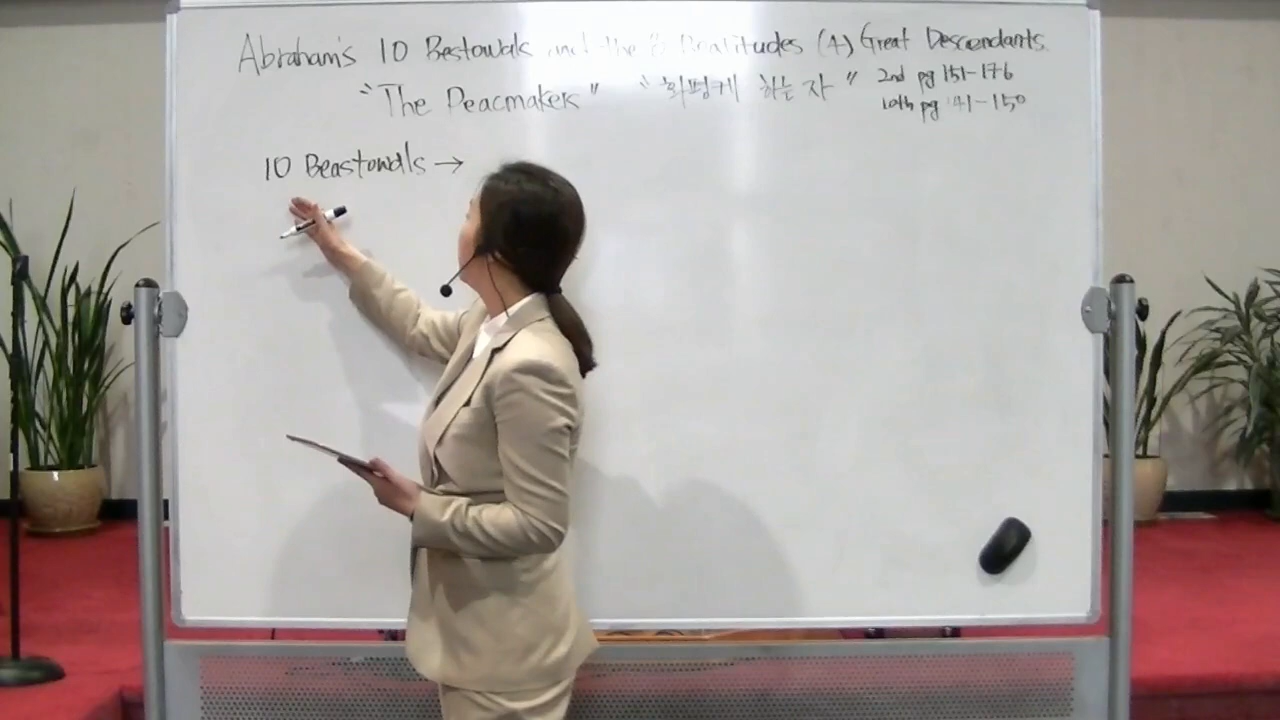 Abraham's 10 Bestowals and the 8 Beatitudes (4) Great Descendants
"The Peacmakers" "화평케 하는 자" 2nd pg 151-176
10th pg 141-150
10 Beastowals →